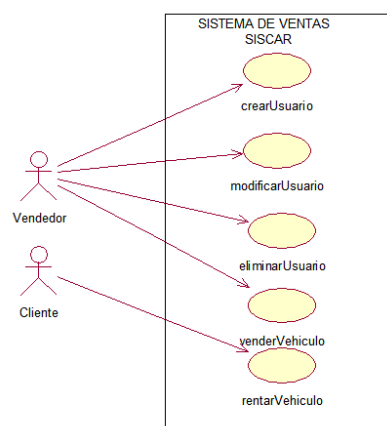 SISTEMA DE VENTAS
SISCAR
crearUsuario
modificarUsuario
Vendedor
eliminarUsuario
Cliente
venderVehiculo
rentarVehiculo